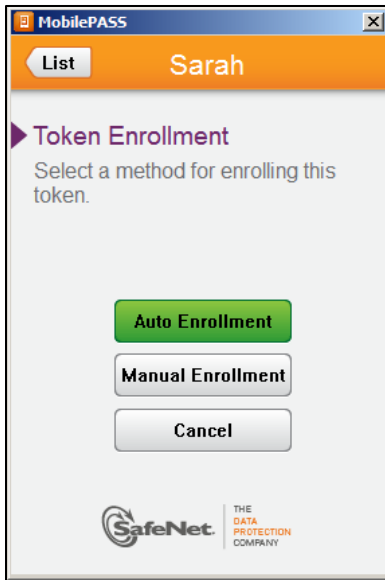 MobilePASS
List
Sarah
Token Enrollment
Select a method for enrolling this
token.
Auto Enrollment
Manual Enrollment
Cancel
SafeNet.
THE
DATA
PROTECTION
COMPANY